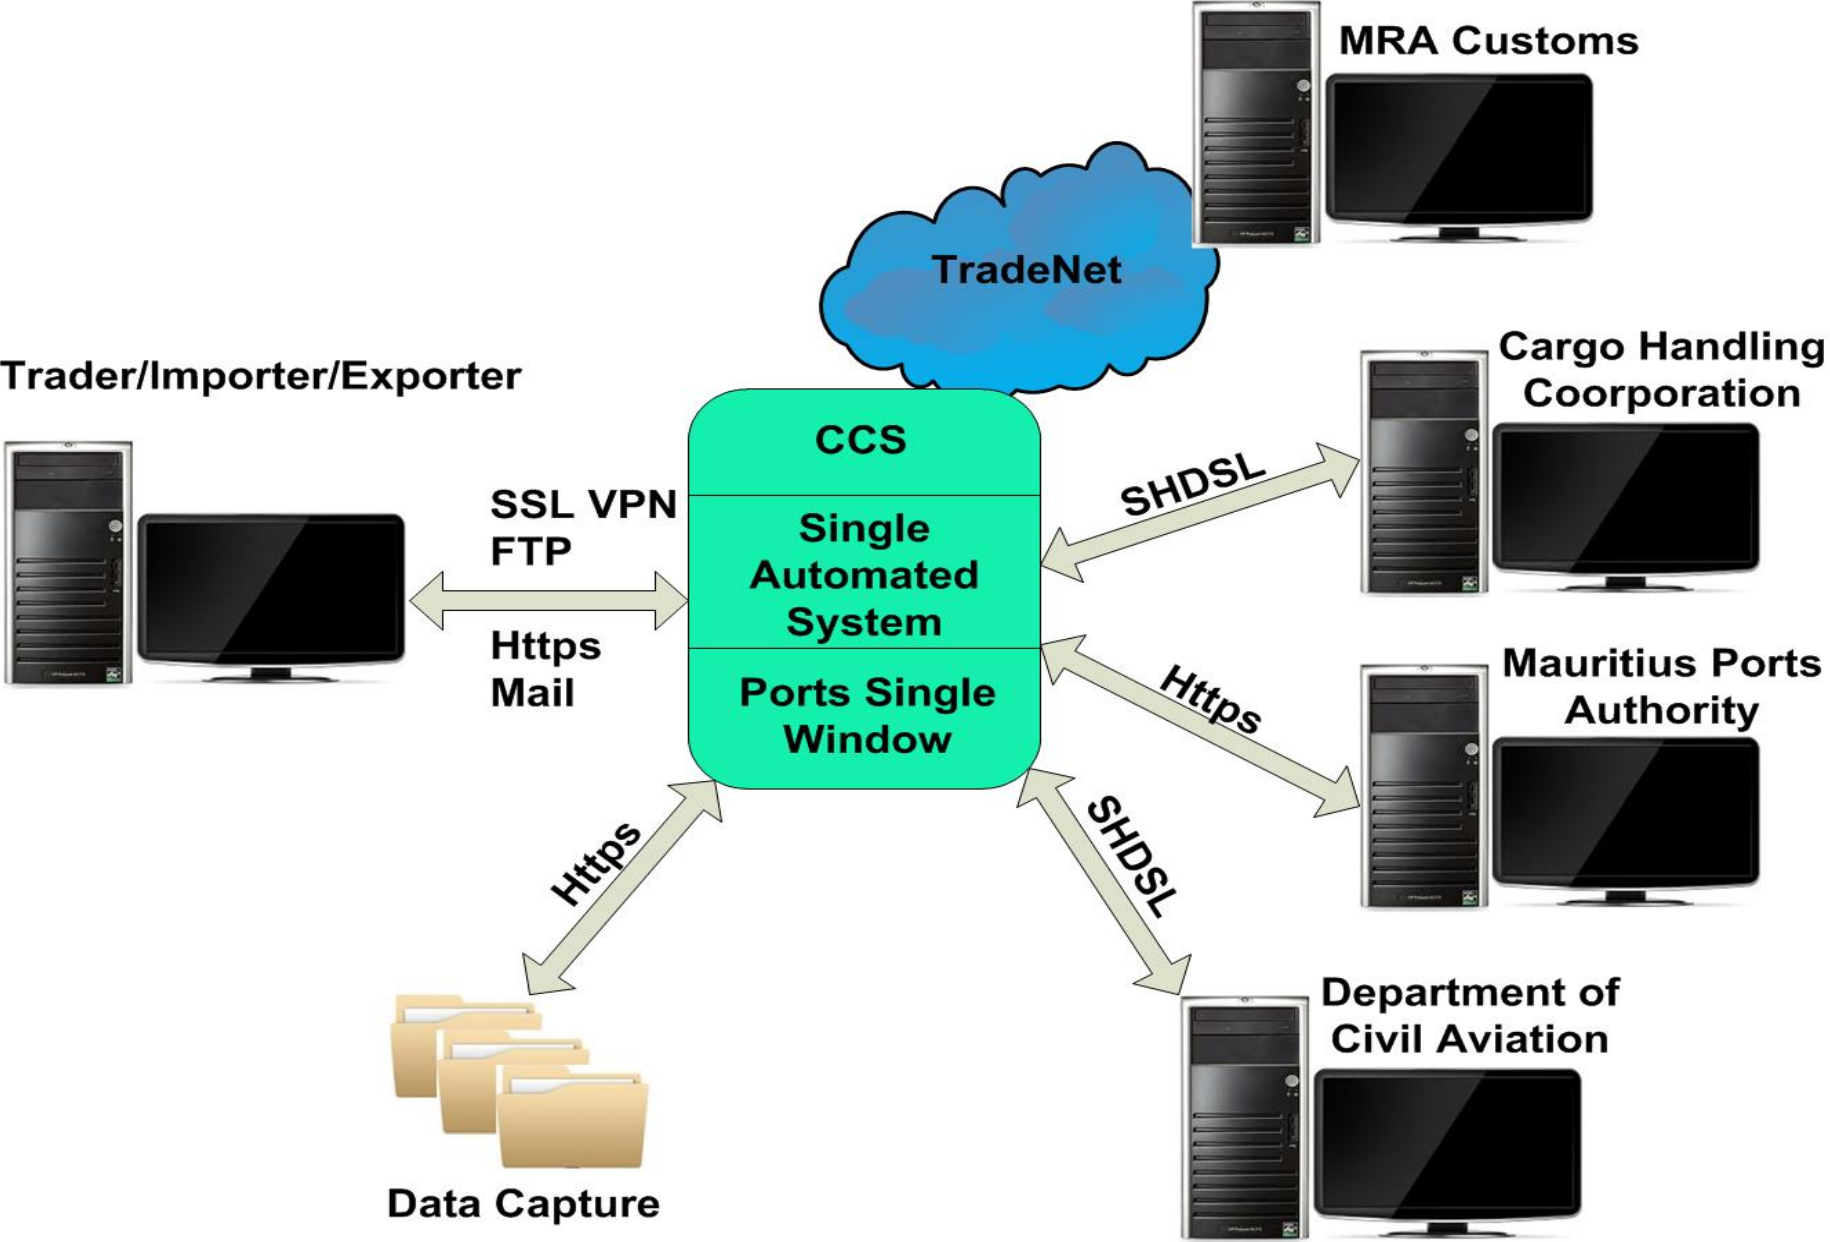 MRA Customs
TradeNet
Cargo Handling
Coorporation
Trader/Importer/Exporter
CCS
SHDSL
SSL VPN
FTP
Single
Automated
System
Https
Mail
Mauritius Ports
Authority
Https
Ports Single
Window
Https
SHDSL
Department of
Civil Aviation
Data Capture